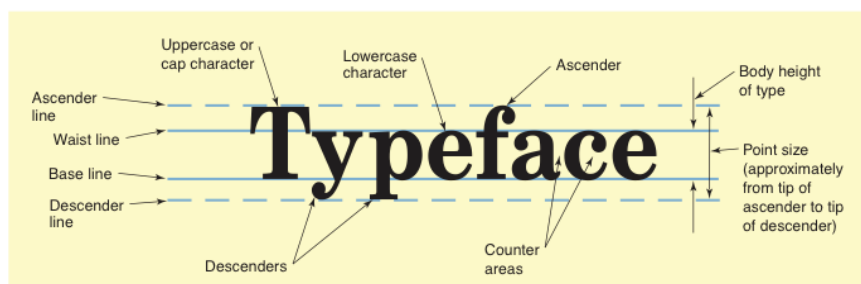 Uppercase or
cap character
Lowercase
character
Ascender
Body height
of type
Ascender
line
Waist line
Typeface
Base line
Point size
(approximately
from tip of
ascender to tip
of descender)
Descender
line
Descenders
Counter
areas